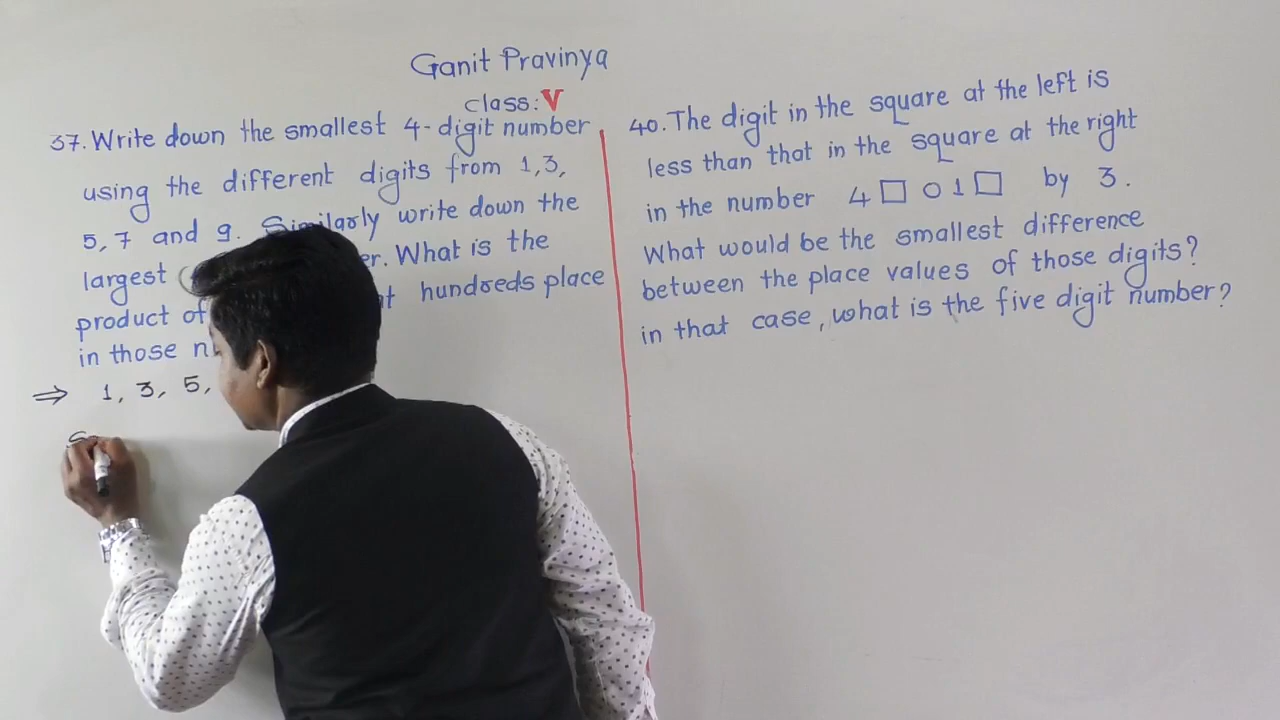 Ganit Pravinya
Class: V
37. Write down the smallest 4-digit number
using the different digits from 1,3,
5, 7 and 9. Similarly write down the
largest er. What is the
product of hundreds place
in those
⇒ 1, 3, 5,
40. The digit in the square at the left is
less than that in the square at the right
in the number 4 □ 0 1 □ by 3.
What would be the smallest difference
between the place values of those digits?
in that case, what is the five digit number?